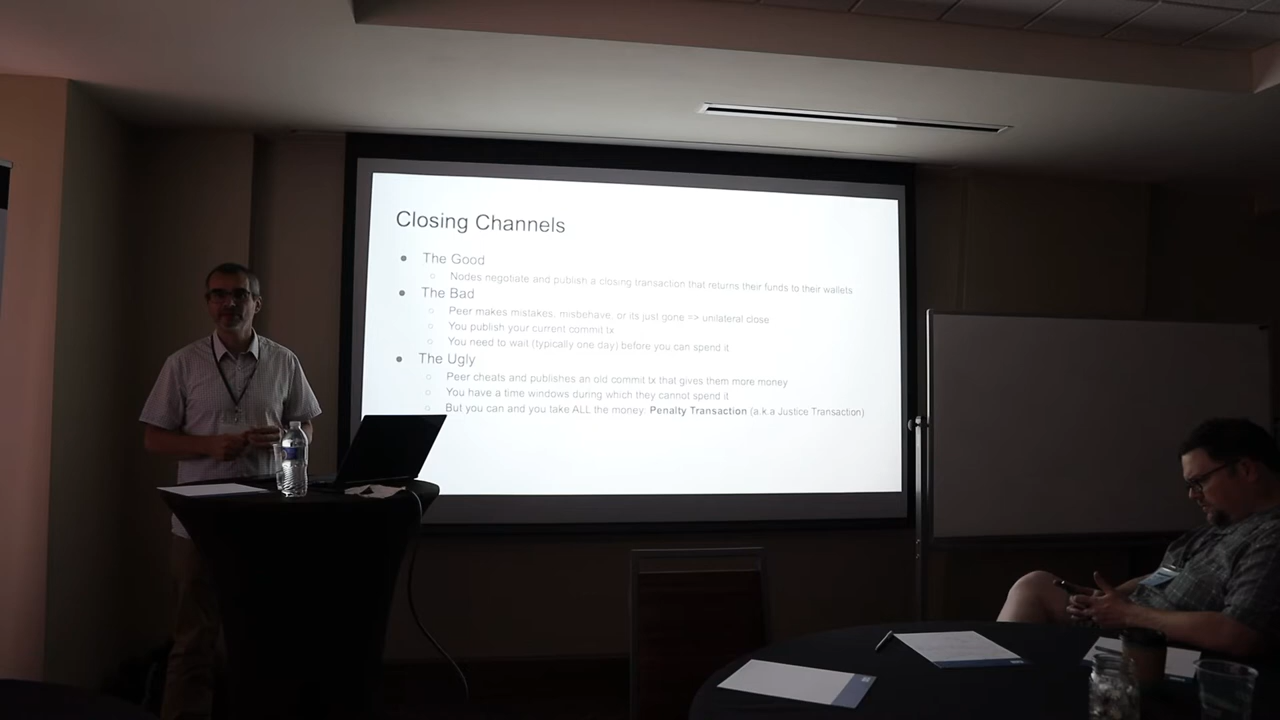 Closing Channels
The Good
Nodes negotiate and publish a closing transaction that returns their funds to their wallets
The Bad
Peer makes mistakes, misbehave, or its just gone => unilateral close
You publish your current commit tx
You need to wait (typically one day) before you can spend it
The Ugly
Peer cheats and publishes an old commit tx that gives them more money
You have a time windows during which they cannot spend it
But you can and you take ALL the money: Penalty Transaction (a.k.a Justice Transaction)